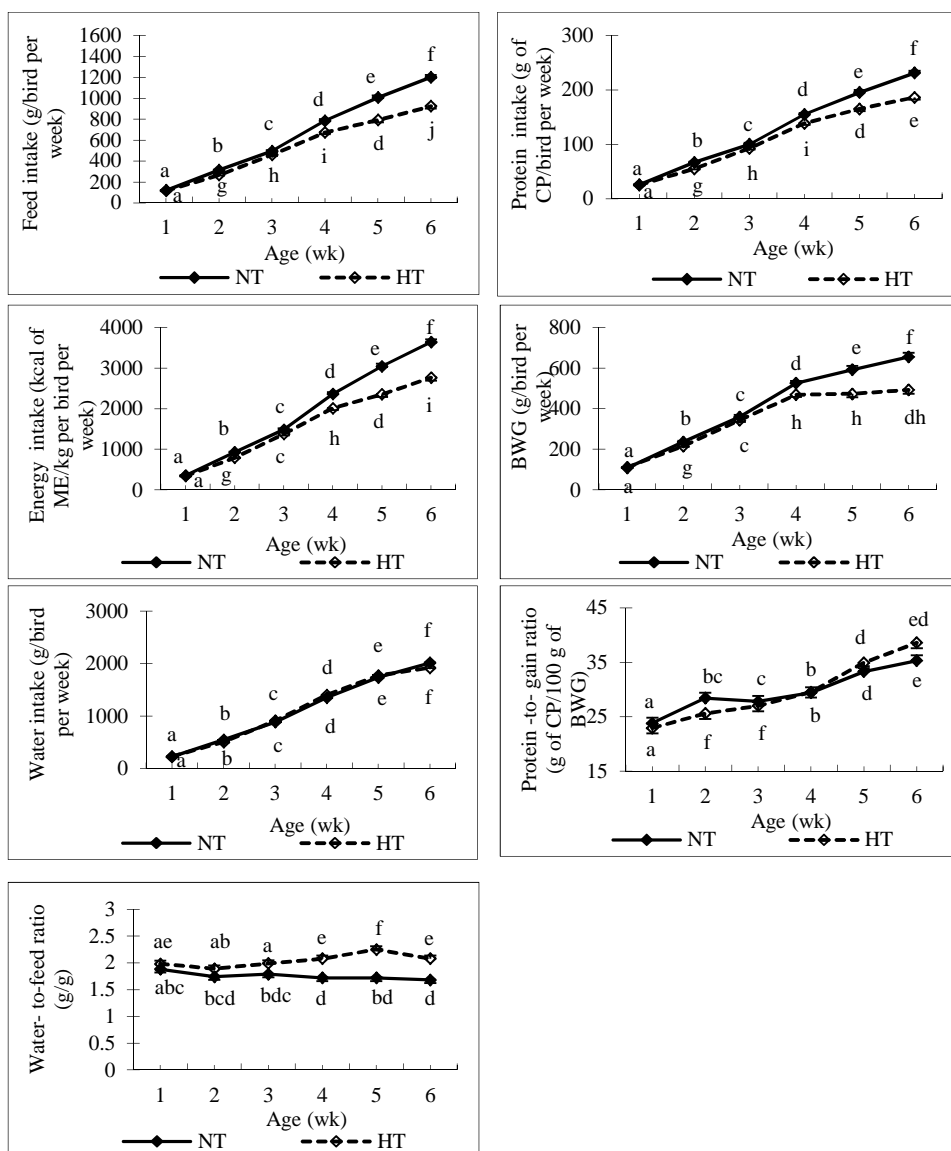 Feed intake (g/bird per
week)
1600
1400
1200
1000
800
600
400
200
0
a b c d e f
a g h i d j
1 2 3 4 5 6
Age (wk)
NT HT
Protein intake (g of
CP/bird per week)
300
200
100
0
a b c d e f
a g h i d e
1 2 3 4 5 6
Age (wk)
NT HT
Energy intake (kcal of
ME/kg per bird per
week)
4000
3000
2000
1000
0
a b c d e f
a g c h d i
1 2 3 4 5 6
Age (wk)
NT HT
BWG (g/bird per
week)
800
600
400
200
0
a b c d e f
a g c h h dh
1 2 3 4 5 6
Age (wk)
NT HT
Water intake (g/bird
per week)
3000
2000
1000
0
a b c d e f
a b c d e f
1 2 3 4 5 6
Age (wk)
NT HT
Protein -to- gain ratio
(g of CP/100 g of
BWG)
45
35
25
15
a bc c b d ed
a f f b d e
1 2 3 4 5 6
Age (wk)
NT HT
Water- to-feed ratio
(g/g)
3
2.5
2
1.5
1
0.5
0
ae ab a e f e
abc bcd bdc d bd d
1 2 3 4 5 6
Age (wk)
NT HT